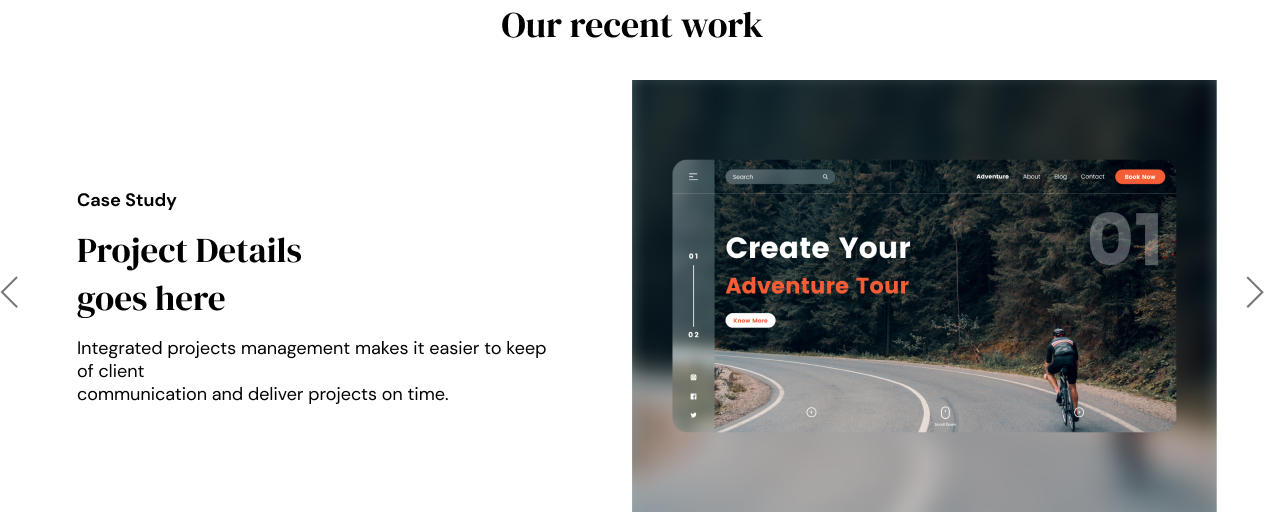 Our recent work
Case Study
Project Details
goes here
Integrated projects management makes it easier to keep
of client
communication and deliver projects on time.
Search
Adventure About Blog Contact Book Now
01
Create Your
Adventure Tour
Know More
01
02
Scroll Down